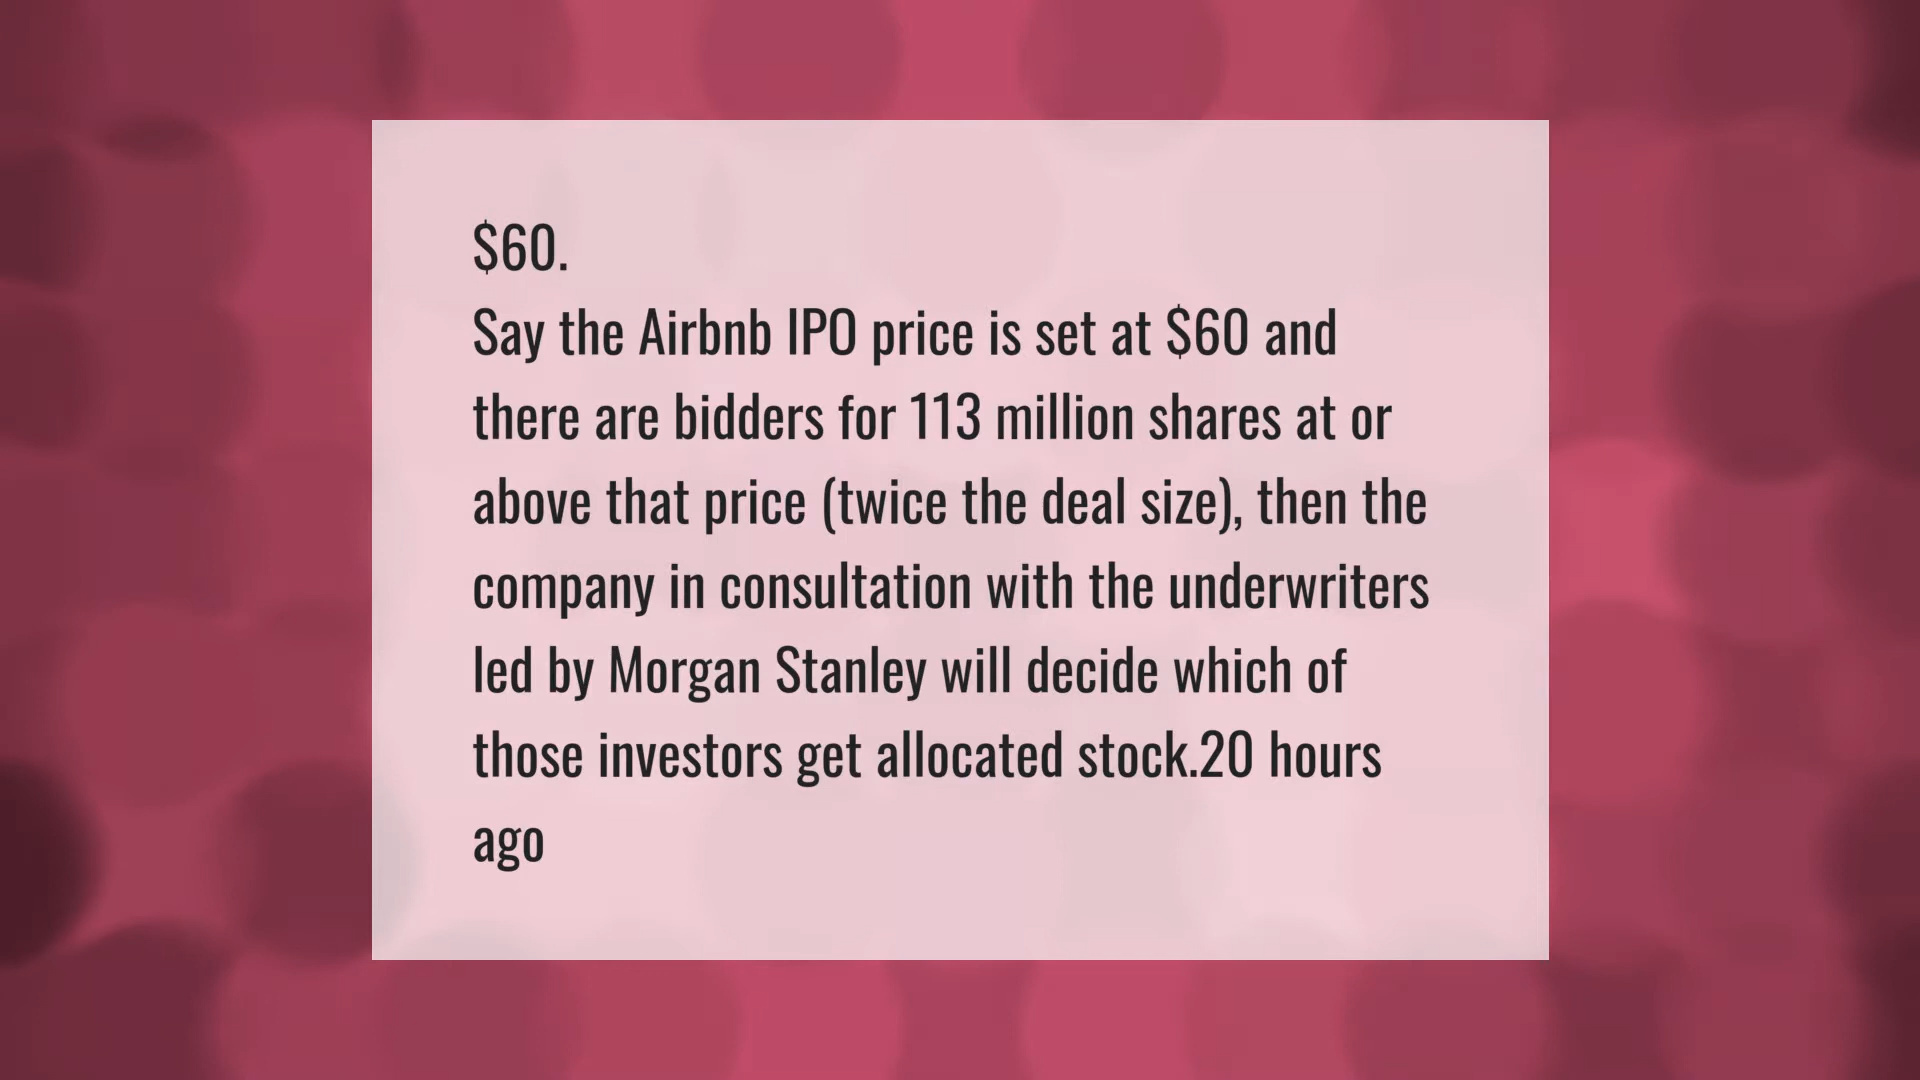 $60.
Say the Airbnb IPO price is set at $60 and
there are bidders for 113 million shares at or
above that price (twice the deal size), then the
company in consultation with the underwriters
led by Morgan Stanley will decide which of
those investors get allocated stock.20 hours
ago